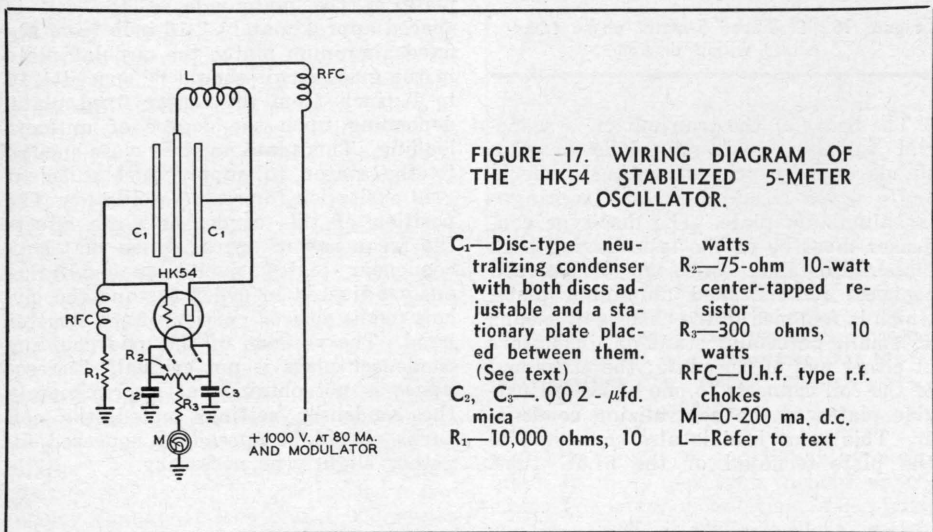 L
RFC
C₁
C₁
HK54
RFC
R₁
R₂
C₂
C₃
R₃
M
+1000 V. AT 80 MA.
AND MODULATOR
FIGURE 17. WIRING DIAGRAM OF
THE HK54 STABILIZED 5-METER
OSCILLATOR.
C₁—Disc-type neu-
tralizing condenser
with both discs ad-
justable and a sta-
tionary plate plac-
ed between them.
(See text)
C₂, C₃—.002-μfd.
mica
R₁—10,000 ohms, 10
watts
R₂—75-ohm 10-watt
center-tapped re-
sistor
R₃—300 ohms, 10
watts
RFC—U.h.f. type r.f.
chokes
M—0-200 ma. d.c.
L—Refer to text